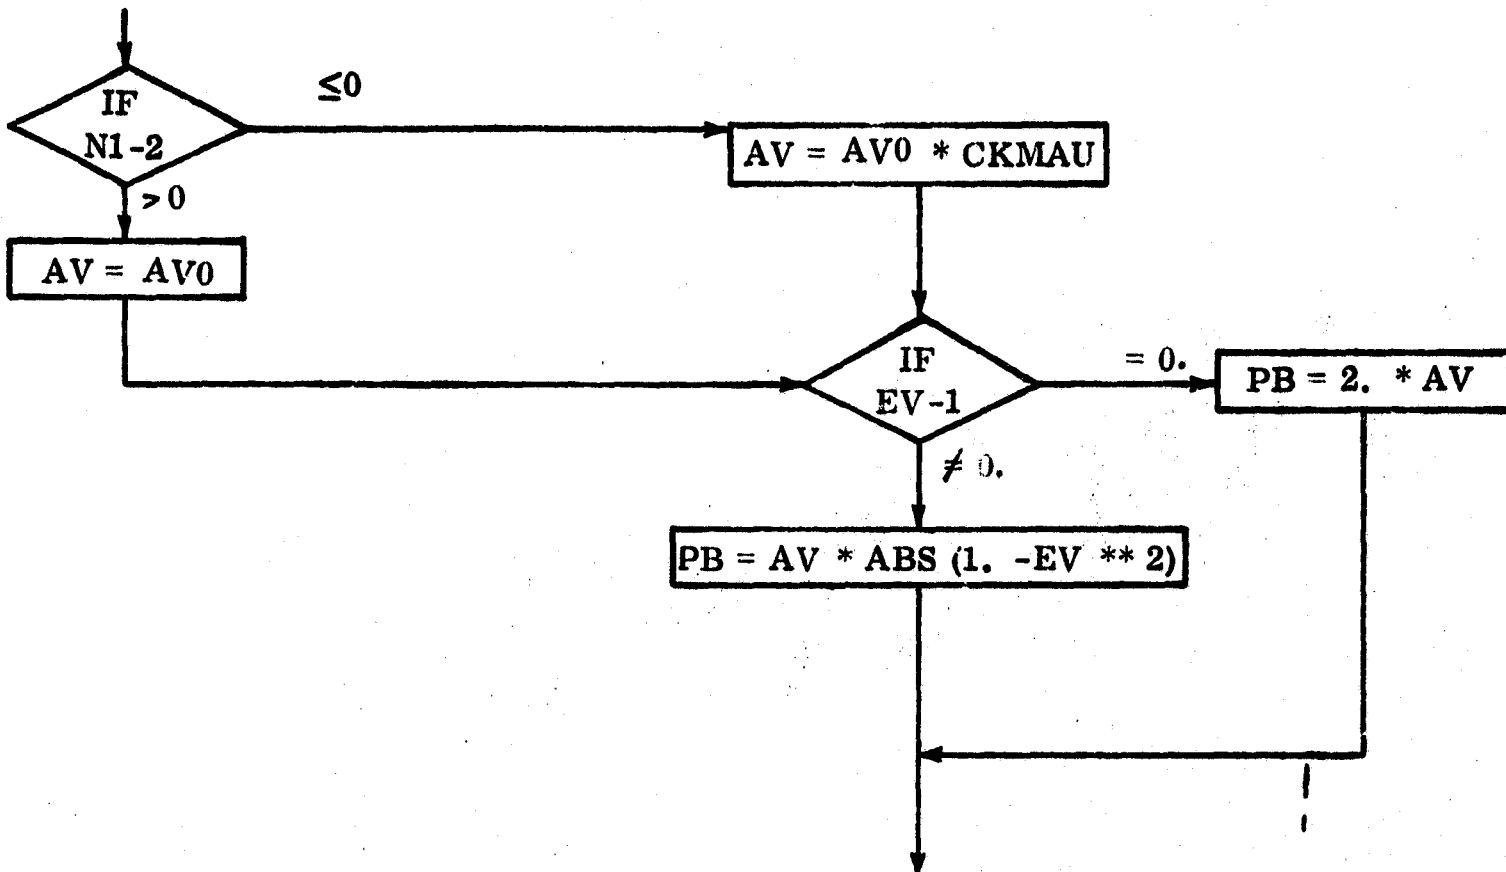 IF
N1-2
≤0
>0
AV = AV0 * CKMAU
AV = AV0
IF
EV-1
= 0.
PB = 2. * AV
≠ 0.
PB = AV * ABS (1. -EV ** 2)